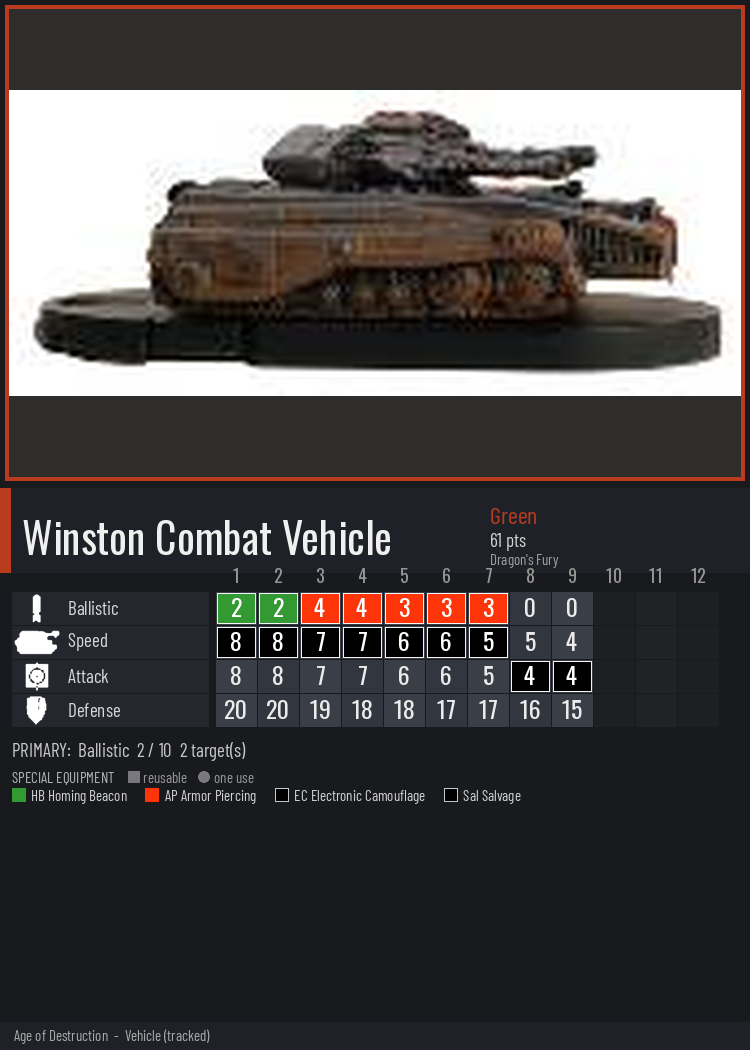 Winston Combat Vehicle
Green
61 pts
Dragon's Fury
1 2 3 4 5 6 7 8 9 10 11 12
Ballistic 2 2 4 4 3 3 3 0 0
Speed 8 8 7 7 6 6 5 5 4
Attack 8 8 7 7 6 6 5 4 4
Defense 20 20 19 18 18 17 17 16 15
PRIMARY: Ballistic 2 / 10 2 target(s)
SPECIAL EQUIPMENT reusable one use
HB Homing Beacon AP Armor Piercing EC Electronic Camouflage Sal Salvage
Age of Destruction - Vehicle (tracked)